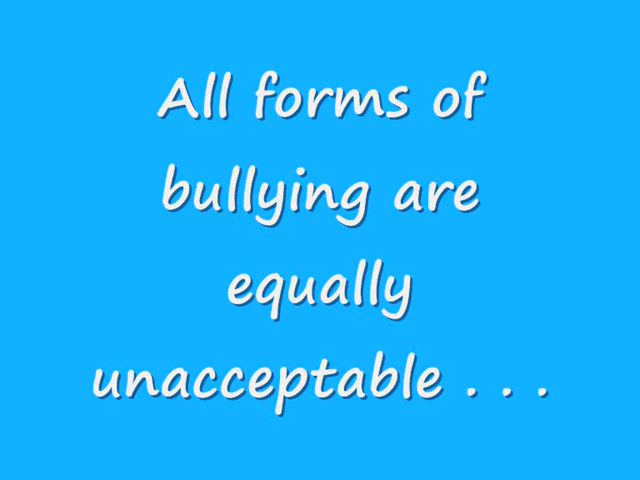 All forms of
bullying are
equally
unacceptable . . .